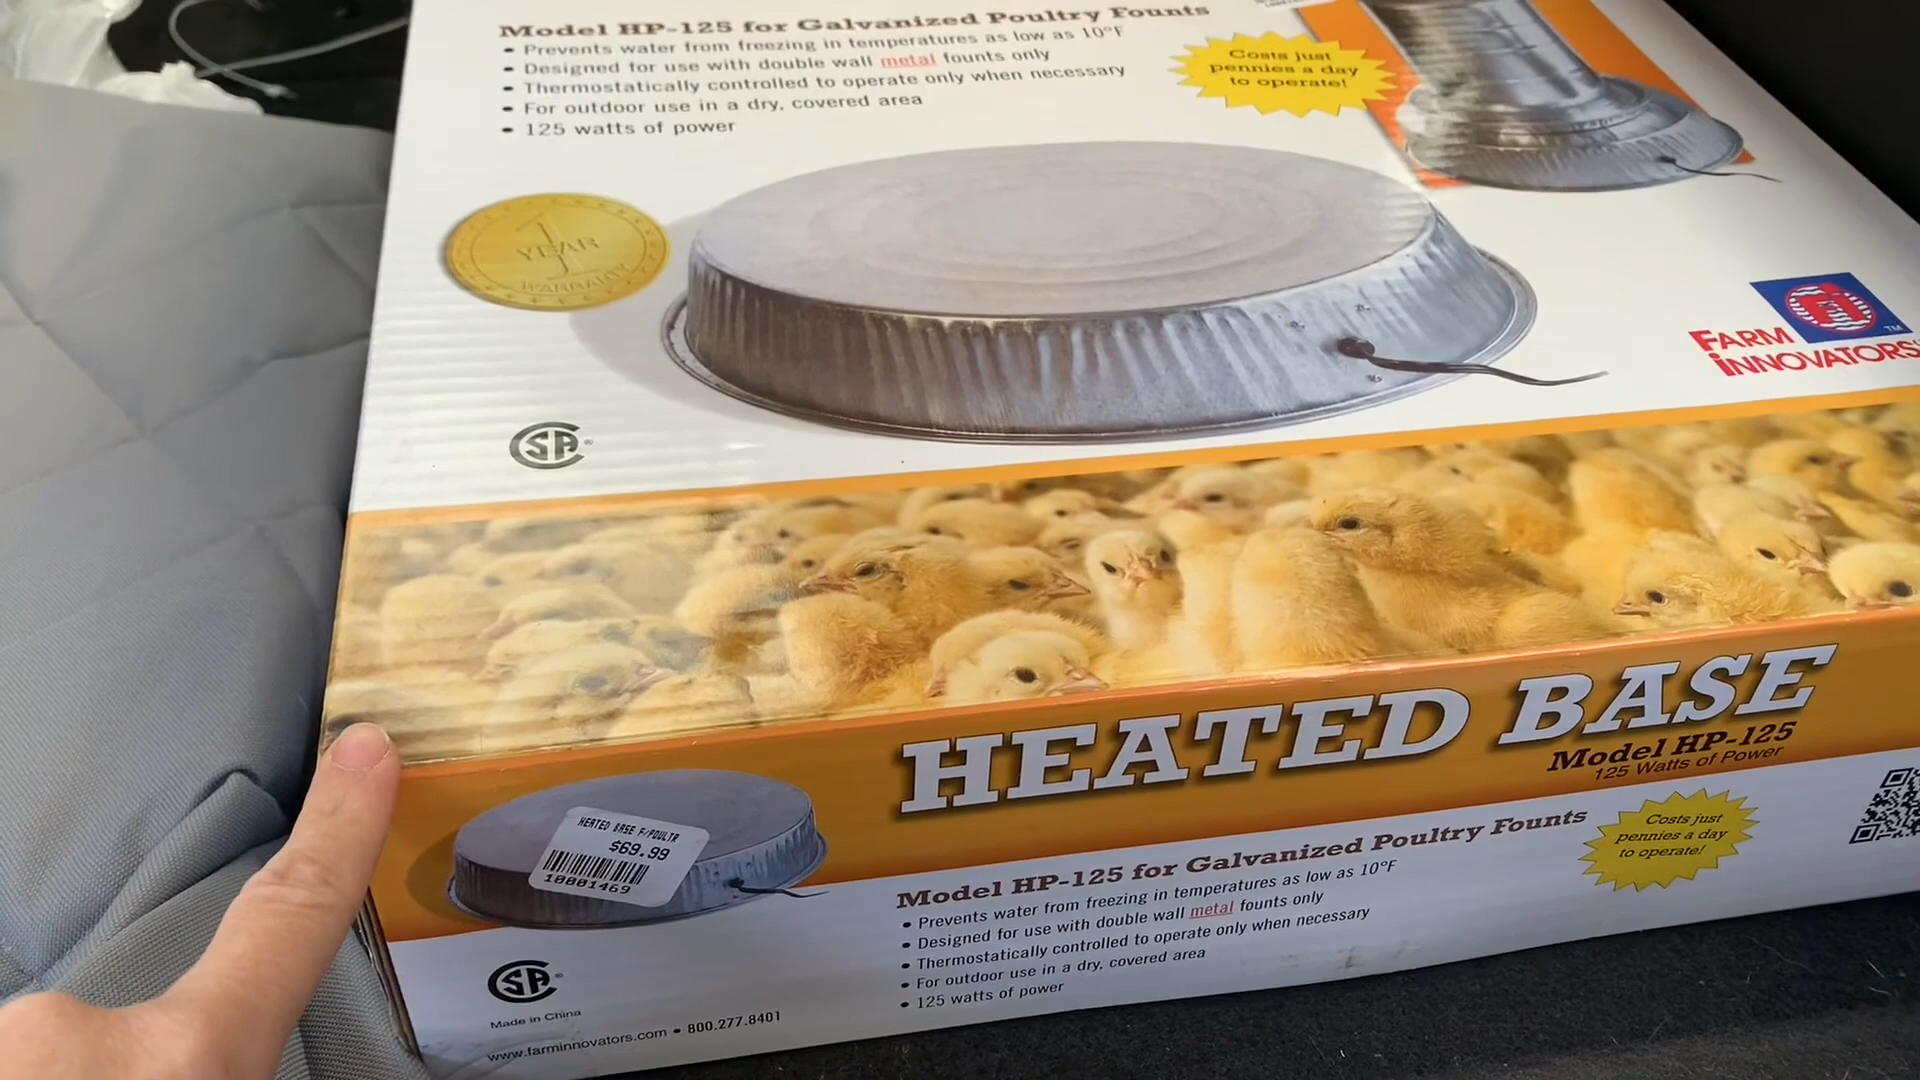 Model HP-125 for Galvanized Poultry Founts
• Prevents water from freezing in temperatures as low as 10°F
• Designed for use with double wall metal founts only
• Thermostatically controlled to operate only when necessary
• For outdoor use in a dry, covered area
• 125 watts of power
Costs just
pennies a day
to operate!
1
YEAR
WARRANTY
FARM
INNOVATORS
TM
CSA®
HEATED BASE
Model HP-125
125 Watts of Power
HEATED BASE F/POULTR
$69.99
10001469
Model HP-125 for Galvanized Poultry Founts
• Prevents water from freezing in temperatures as low as 10°F
• Designed for use with double wall metal founts only
• Thermostatically controlled to operate only when necessary
• For outdoor use in a dry, covered area
• 125 watts of power
Costs just
pennies a day
to operate!
CSA®
Made in China
www.farminnovators.com • 800.277.8401